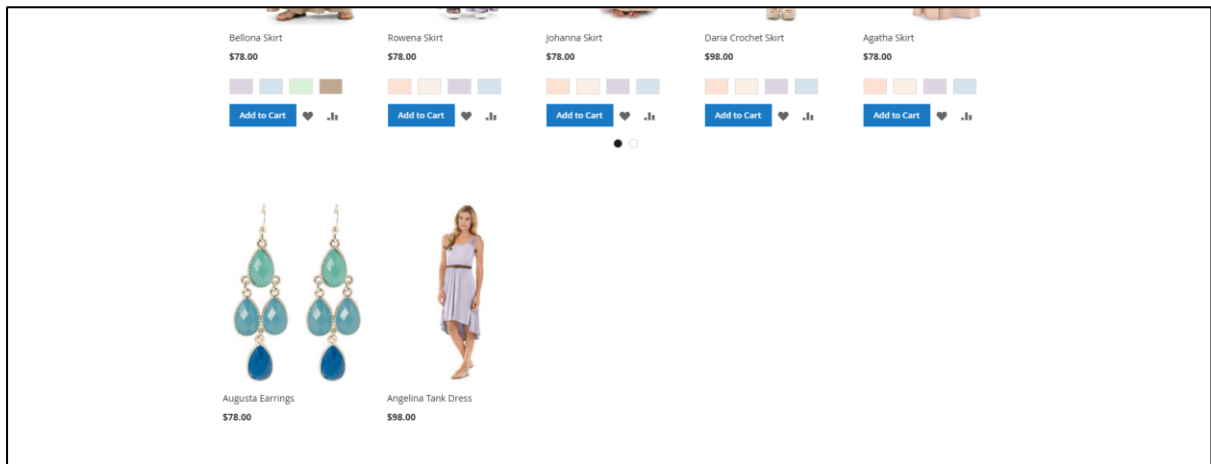 Bellona Skirt Rowena Skirt Johanna Skirt Daria Crochet Skirt Agatha Skirt
$78.00 $78.00 $78.00 $98.00 $78.00
Add to Cart Add to Cart Add to Cart Add to Cart Add to Cart
Augusta Earrings Angelina Tank Dress
$78.00 $98.00